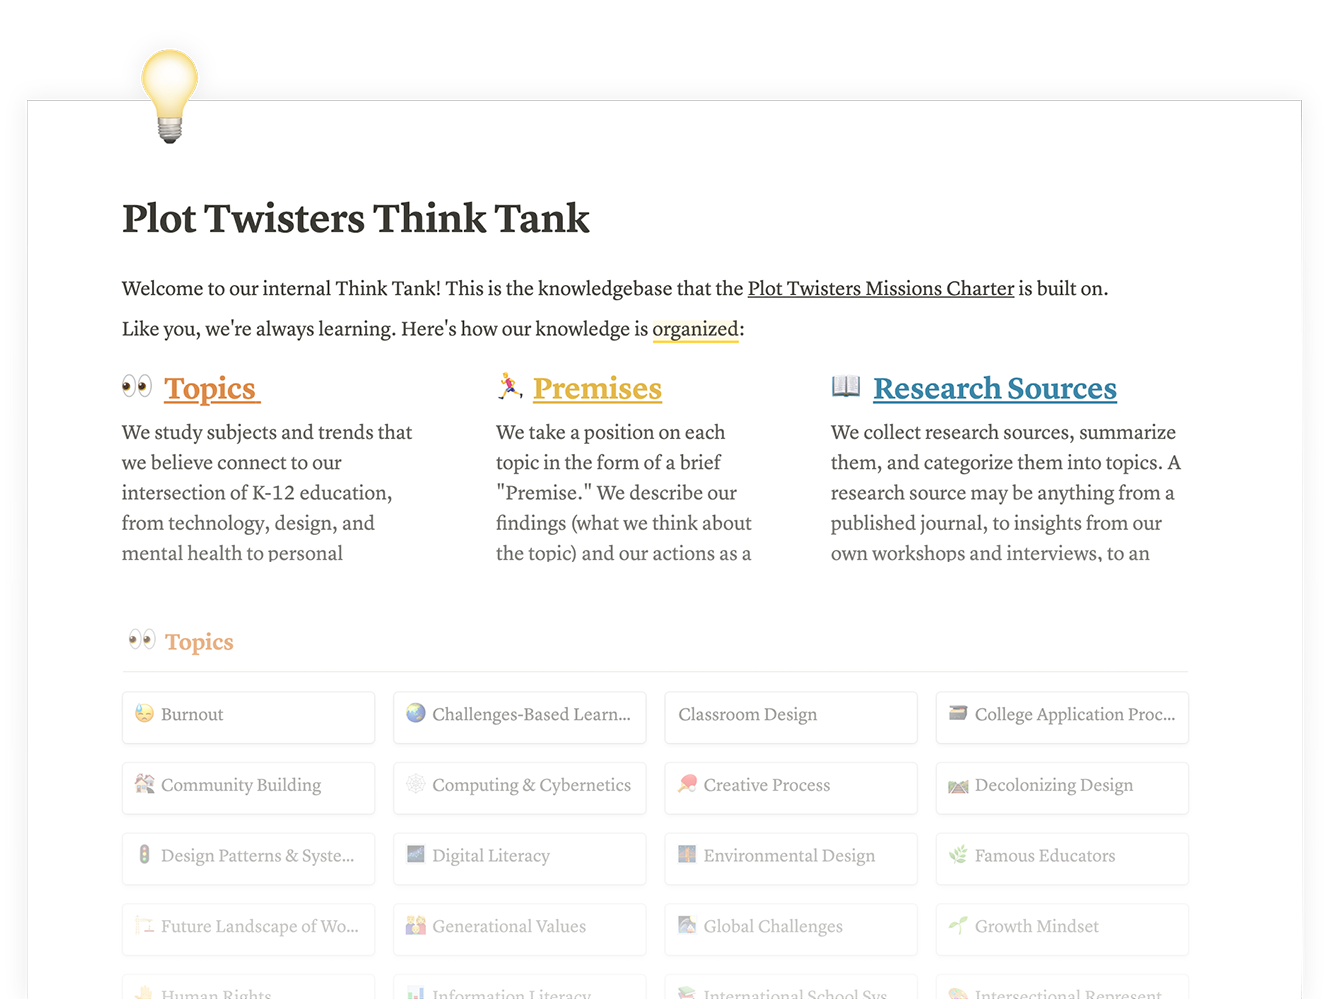 Plot Twisters Think Tank
Welcome to our internal Think Tank! This is the knowledgebase that the Plot Twisters Missions Charter is built on.
Like you, we're always learning. Here's how our knowledge is organized:
Topics
We study subjects and trends that
we believe connect to our
intersection of K-12 education,
from technology, design, and
mental health to personal
Premises
We take a position on each
topic in the form of a brief
"Premise." We describe our
findings (what we think about
the topic) and our actions as a
Research Sources
We collect research sources, summarize
them, and categorize them into topics. A
research source may be anything from a
published journal, to insights from our
own workshops and interviews, to an
Topics
Burnout
Challenges-Based Learn...
Classroom Design
College Application Proc...
Community Building
Computing & Cybernetics
Creative Process
Decolonizing Design
Design Patterns & Syste...
Digital Literacy
Environmental Design
Famous Educators
Future Landscape of Wo...
Generational Values
Global Challenges
Growth Mindset
Human Rights
Information Literacy
International School Sys
Intersectional Represent